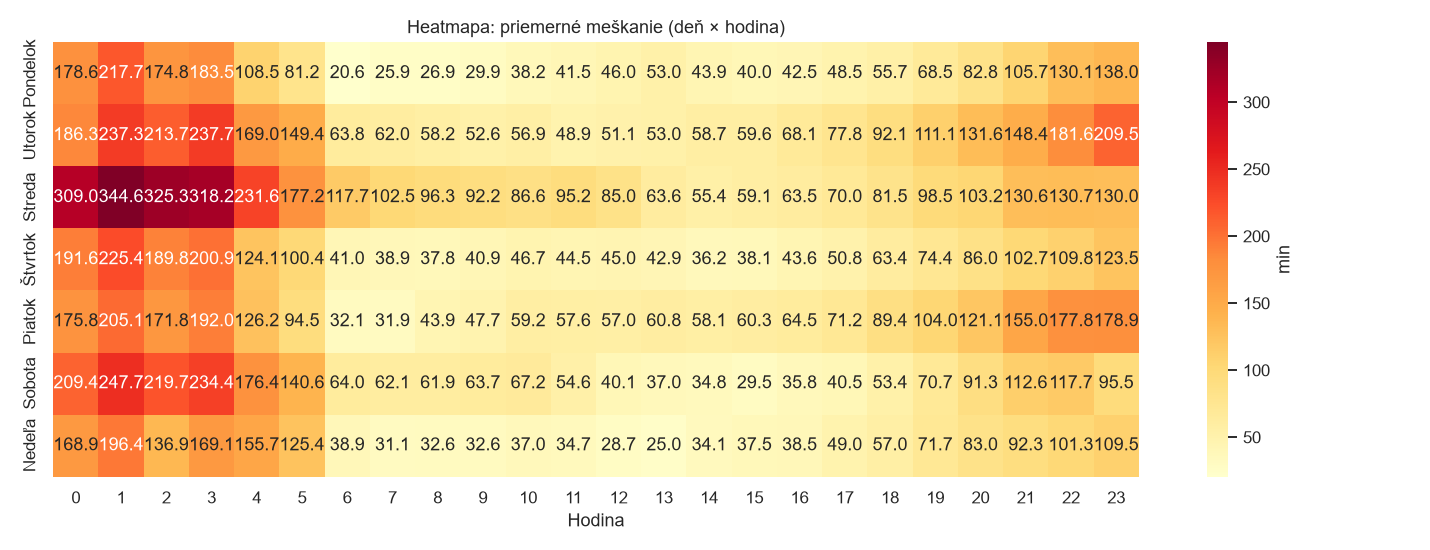 Heatmapa: priemerné meškanie (deň × hodina)
Pondelok 178.6 217.7 174.8 183.5 108.5 81.2 20.6 25.9 26.9 29.9 38.2 41.5 46.0 53.0 43.9 40.0 42.5 48.5 55.7 68.5 82.8 105.7 130.1 138.0
Utorok 186.3 237.3 213.7 237.7 169.0 149.4 63.8 62.0 58.2 52.6 56.9 48.9 51.1 53.0 58.7 59.6 68.1 77.8 92.1 111.1 131.6 148.4 181.6 209.5
Streda 309.0 344.6 325.3 318.2 231.6 177.2 117.7 102.5 96.3 92.2 86.6 95.2 85.0 63.6 55.4 59.1 63.5 70.0 81.5 98.5 103.2 130.6 130.7 130.0
Štvrtok 191.6 225.4 189.8 200.9 124.1 100.4 41.0 38.9 37.8 40.9 46.7 44.5 45.0 42.9 36.2 38.1 43.6 50.8 63.4 74.4 86.0 102.7 109.8 123.5
Piatok 175.8 205.1 171.8 192.0 126.2 94.5 32.1 31.9 43.9 47.7 59.2 57.6 57.0 60.8 58.1 60.3 64.5 71.2 89.4 104.0 121.1 155.0 177.8 178.9
Sobota 209.4 247.7 219.7 234.4 176.4 140.6 64.0 62.1 61.9 63.7 67.2 54.6 40.1 37.0 34.8 29.5 35.8 40.5 53.4 70.7 91.3 112.6 117.7 95.5
Nedeľa 168.9 196.4 136.9 169.1 155.7 125.4 38.9 31.1 32.6 32.6 37.0 34.7 28.7 25.0 34.1 37.5 38.5 49.0 57.0 71.7 83.0 92.3 101.3 109.5
0 1 2 3 4 5 6 7 8 9 10 11 12 13 14 15 16 17 18 19 20 21 22 23
Hodina
300
250
200
150
100
50
min